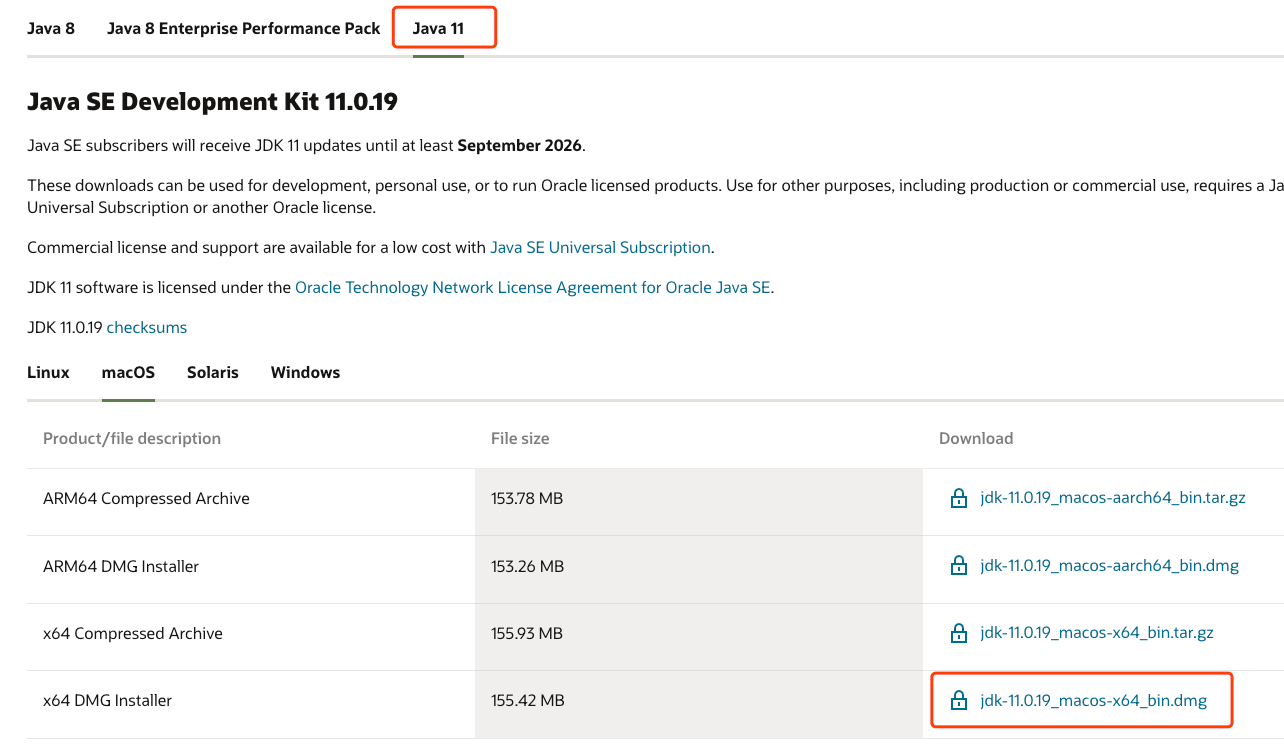 Java 8 Java 8 Enterprise Performance Pack Java 11
Java SE Development Kit 11.0.19
Java SE subscribers will receive JDK 11 updates until at least September 2026.
These downloads can be used for development, personal use, or to run Oracle licensed products. Use for other purposes, including production or commercial use, requires a Ja
Universal Subscription or another Oracle license.
Commercial license and support are available for a low cost with Java SE Universal Subscription.
JDK 11 software is licensed under the Oracle Technology Network License Agreement for Oracle Java SE.
JDK 11.0.19 checksums
Linux macOS Solaris Windows
Product/file description File size Download
ARM64 Compressed Archive 153.78 MB jdk-11.0.19_macos-aarch64_bin.tar.gz
ARM64 DMG Installer 153.26 MB jdk-11.0.19_macos-aarch64_bin.dmg
x64 Compressed Archive 155.93 MB jdk-11.0.19_macos-x64_bin.tar.gz
x64 DMG Installer 155.42 MB jdk-11.0.19_macos-x64_bin.dmg